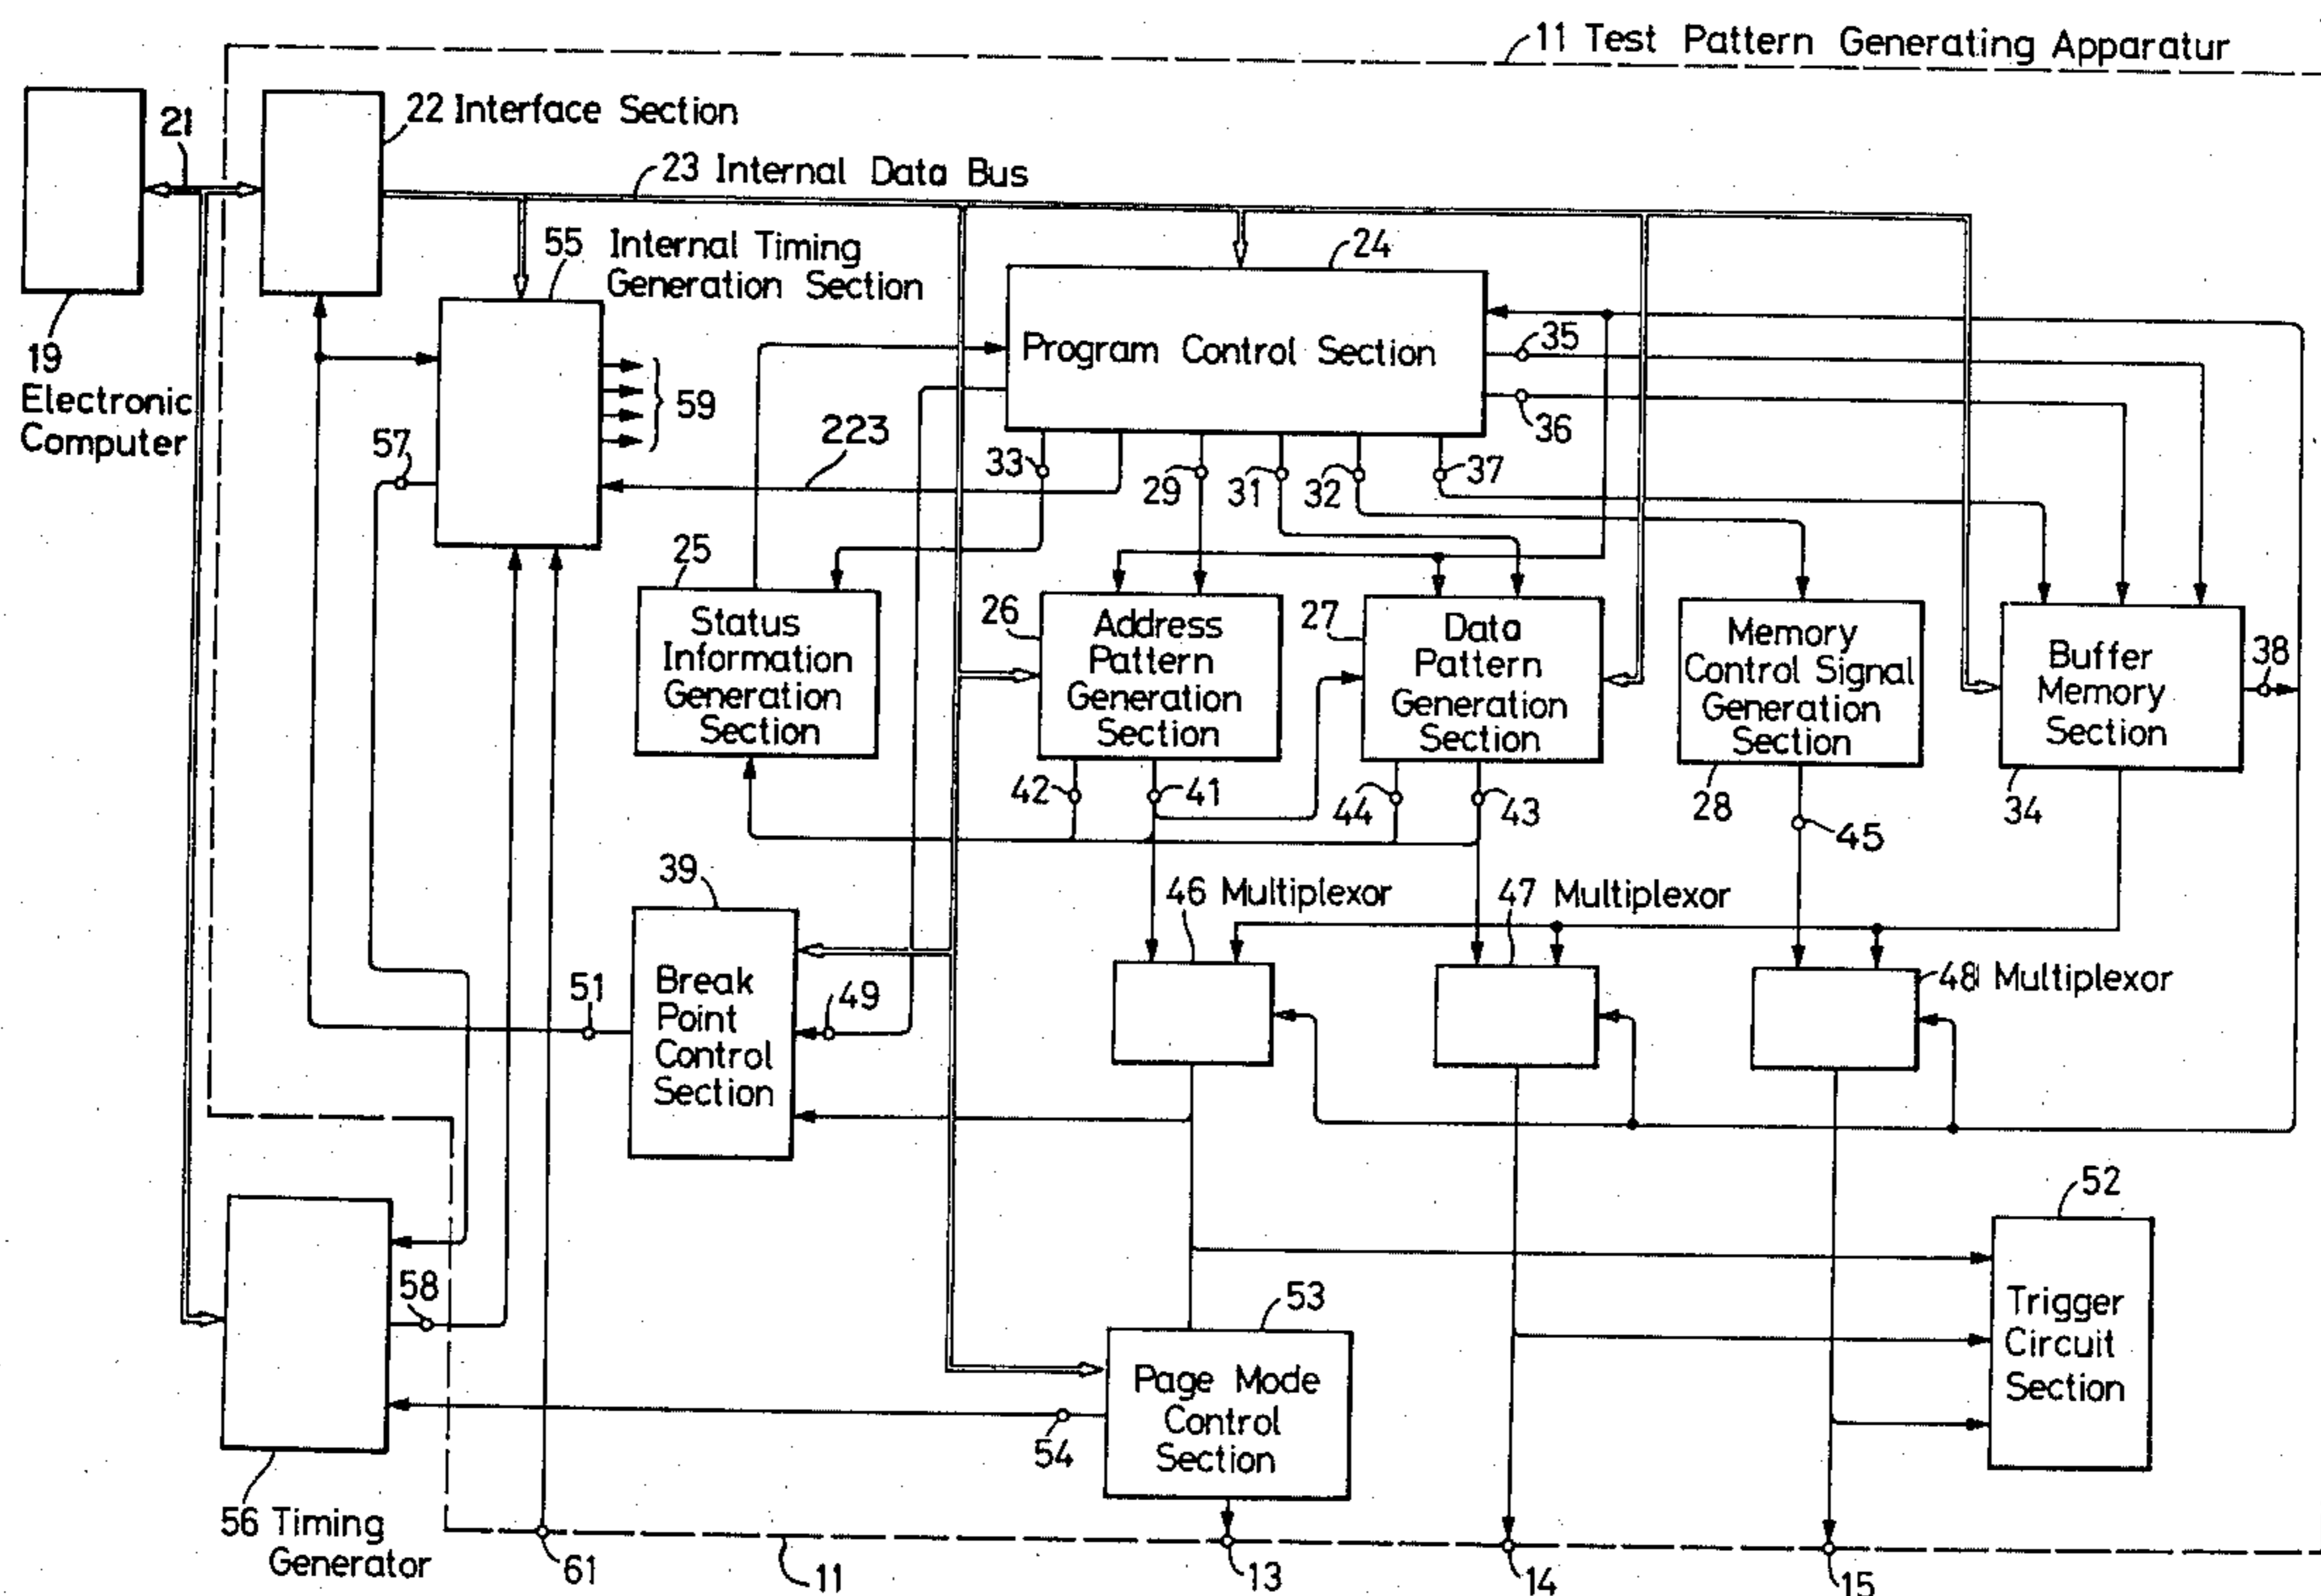 11 Test Pattern Generating Apparatur
21
22 Interface Section
23 Internal Data Bus
19
Electronic
Computer
55 Internal Timing
Generation Section
24
Program Control Section
35
36
59
57
223
33
29
31
32
37
25
Status
Information
Generation
Section
26
Address
Pattern
Generation
Section
27
Data
Pattern
Generation
Section
Memory
Control Signal
Generation
Section
28
Buffer
Memory
Section
34
38
42
41
44
43
45
39
46 Multiplexor
47 Multiplexor
48 Multiplexor
51
Break
Point
Control
Section
49
52
Trigger
Circuit
Section
58
53
Page Mode
Control
Section
54
56 Timing
Generator
61
11
13
14
15